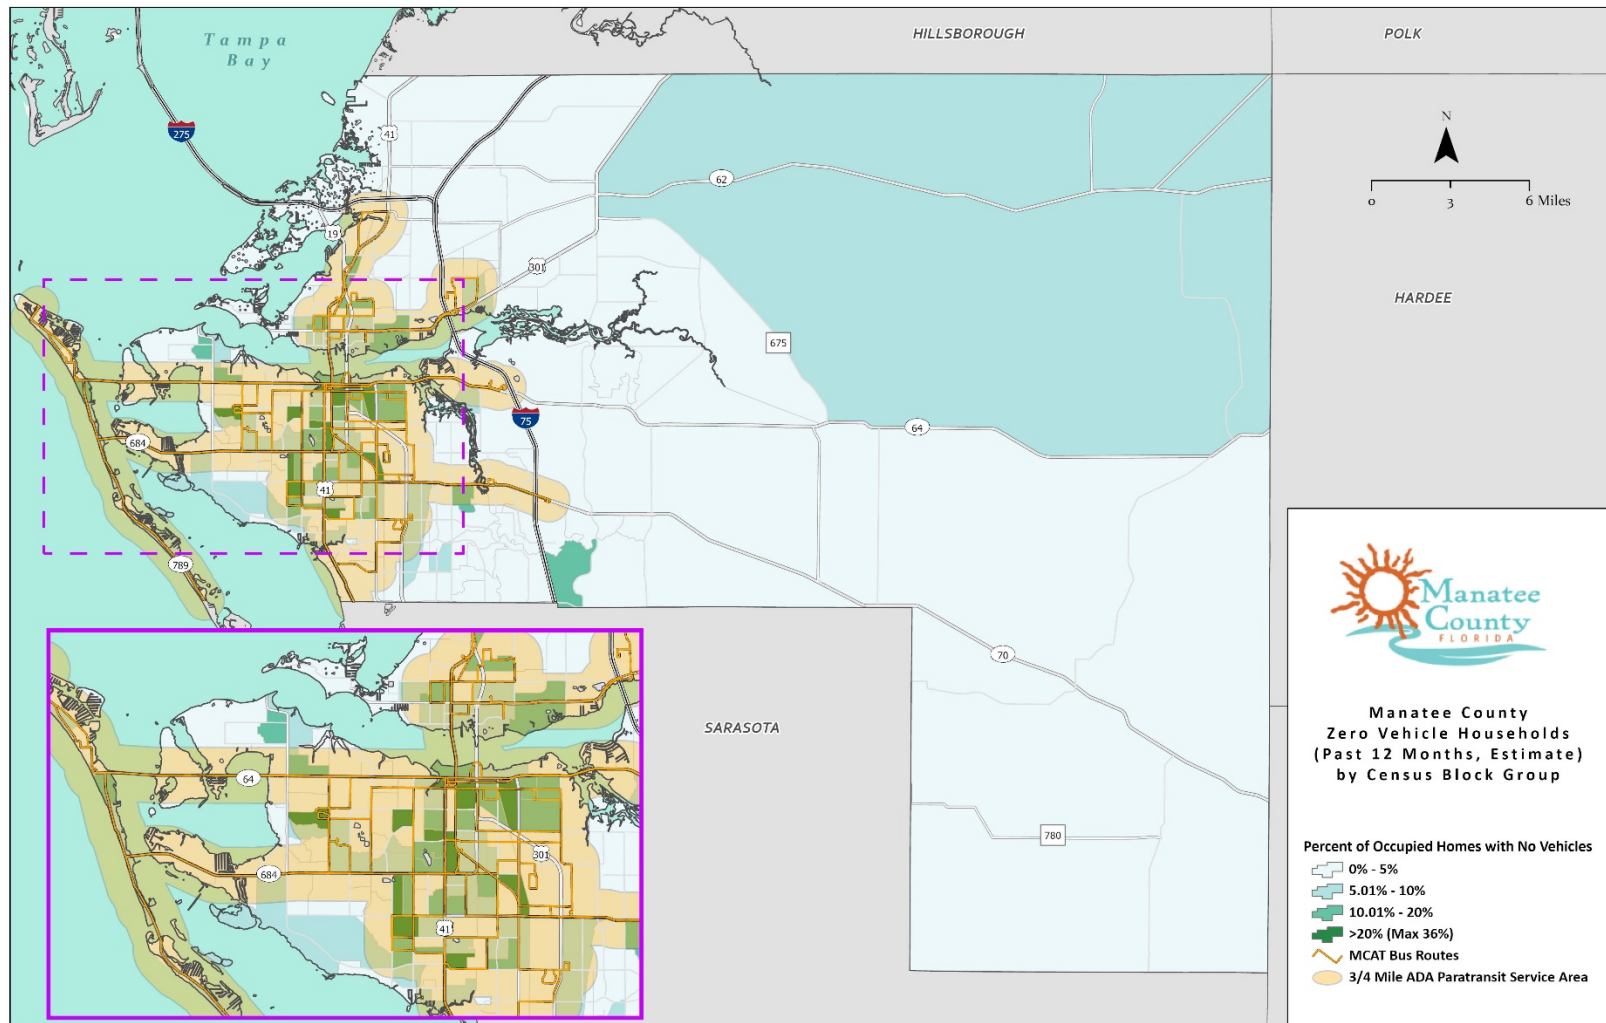 Tampa
Bay
HILLSBOROUGH
POLK
275
41
N
62
0 3 6 Miles
19
301
HARDEE
675
75
64
684
41
789
70
SARASOTA
780
64
684
301
41
Manatee
County
FLORIDA
Manatee County
Zero Vehicle Households
(Past 12 Months, Estimate)
by Census Block Group
Percent of Occupied Homes with No Vehicles
0% - 5%
5.01% - 10%
10.01% - 20%
>20% (Max 36%)
MCAT Bus Routes
3/4 Mile ADA Paratransit Service Area